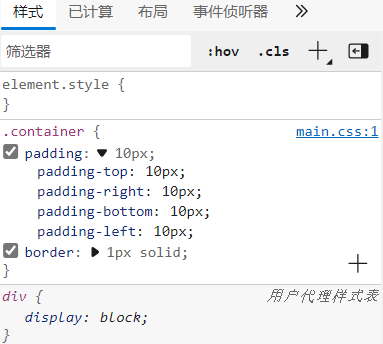 样式 已计算 布局 事件侦听器
筛选器 :hov .cls
element.style {
}
.container { main.css:1
padding: 10px;
padding-top: 10px;
padding-right: 10px;
padding-bottom: 10px;
padding-left: 10px;
border: 1px solid;
}
div { 用户代理样式表
display: block;
}